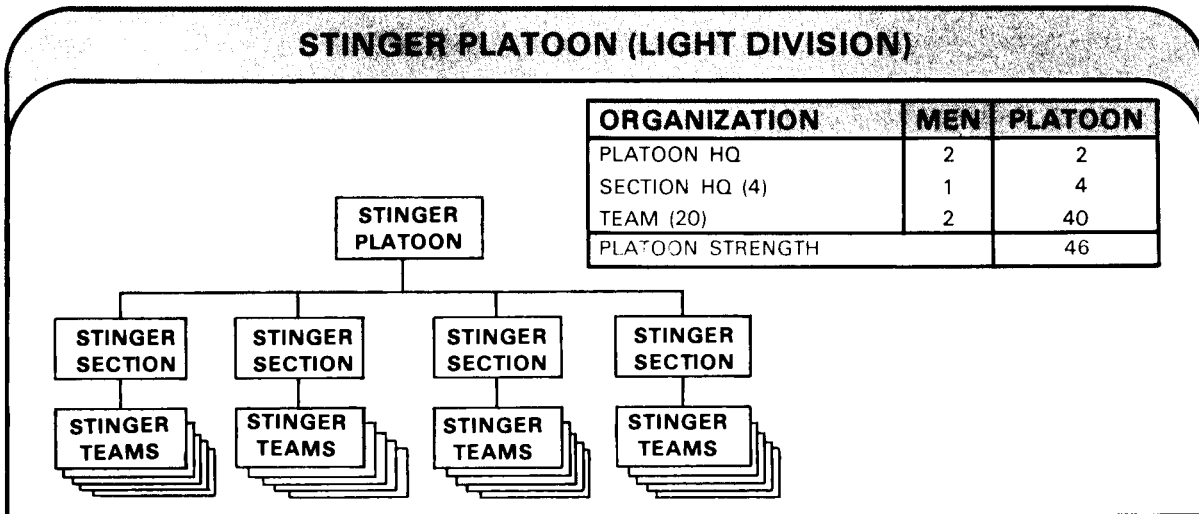 STINGER PLATOON (LIGHT DIVISION)
ORGANIZATION MEN PLATOON
PLATOON HQ 2 2
SECTION HQ (4) 1 4
TEAM (20) 2 40
PLATOON STRENGTH 46
STINGER
PLATOON
STINGER
SECTION
STINGER
SECTION
STINGER
SECTION
STINGER
SECTION
STINGER
TEAMS
STINGER
TEAMS
STINGER
TEAMS
STINGER
TEAMS